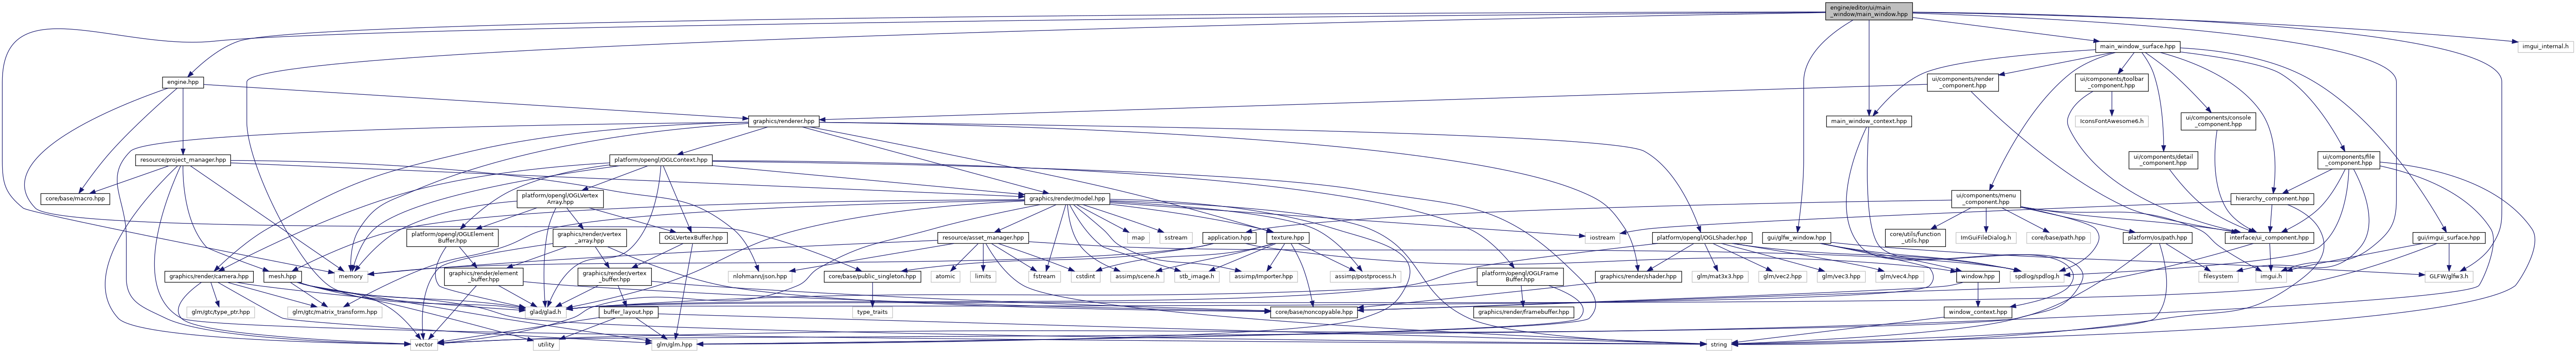 engine/editor/ui/main
_window/main_window.hpp
main_window_surface.hpp
imgui_internal.h
engine.hpp
ui/components/render
_component.hpp
ui/components/toolbar
_component.hpp
graphics/renderer.hpp
main_window_context.hpp
IconsFontAwesome6.h
ui/components/console
_component.hpp
resource/project_manager.hpp
platform/opengl/OGLContext.hpp
ui/components/detail
_component.hpp
ui/components/file
_component.hpp
core/base/macro.hpp
platform/opengl/OGLVertex
Array.hpp
graphics/render/model.hpp
ui/components/menu
_component.hpp
hierarchy_component.hpp
platform/opengl/OGLElement
Buffer.hpp
graphics/render/vertex
_array.hpp
OGLVertexBuffer.hpp
resource/asset_manager.hpp
map
sstream
application.hpp
texture.hpp
iostream
platform/opengl/OGLShader.hpp
gui/glfw_window.hpp
core/utils/function
_utils.hpp
ImGuiFileDialog.h
core/base/path.hpp
platform/os/path.hpp
interface/ui_component.hpp
gui/imgui_surface.hpp
graphics/render/camera.hpp
mesh.hpp
memory
graphics/render/element
_buffer.hpp
graphics/render/vertex
_buffer.hpp
nlohmann/json.hpp
core/base/public_singleton.hpp
atomic
limits
fstream
cstdint
assimp/scene.h
stb_image.h
assimp/Importer.hpp
assimp/postprocess.h
platform/opengl/OGLFrame
Buffer.hpp
graphics/render/shader.hpp
glm/mat3x3.hpp
glm/vec2.hpp
glm/vec3.hpp
glm/vec4.hpp
window.hpp
spdlog/spdlog.h
filesystem
imgui.h
GLFW/glfw3.h
glm/gtc/type_ptr.hpp
glm/gtc/matrix_transform.hpp
glad/glad.h
buffer_layout.hpp
type_traits
core/base/noncopyable.hpp
graphics/render/framebuffer.hpp
window_context.hpp
vector
utility
glm/glm.hpp
string